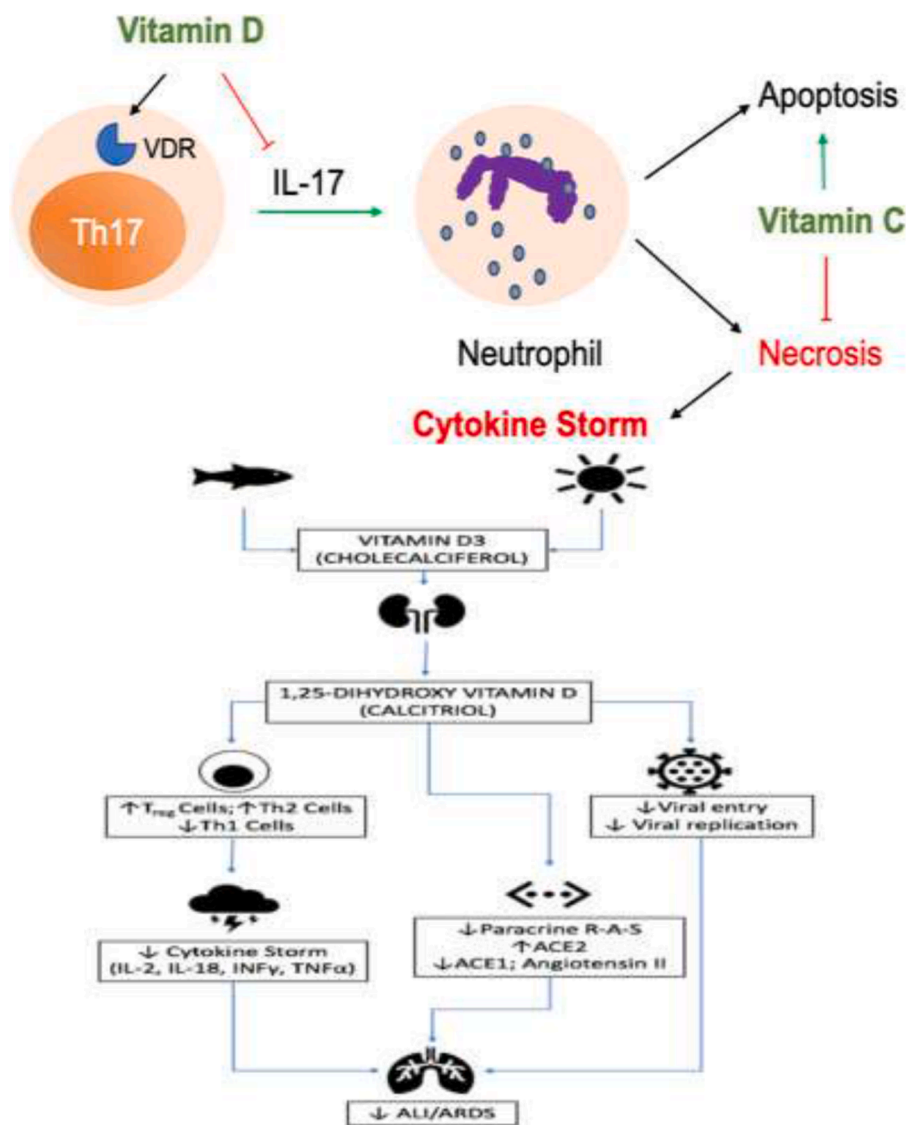 Vitamin D
VDR
Th17
IL-17
Neutrophil
Apoptosis
Vitamin C
Necrosis
Cytokine Storm
VITAMIN D3
(CHOLECALCIFEROL)
1,25-DIHYDROXY VITAMIN D
(CALCITRIOL)
↑Treg Cells; ↑Th2 Cells
↓Th1 Cells
↓Viral entry
↓ Viral replication
↓ Cytokine Storm
(IL-2, IL-18, INFγ, TNFα)
↓Paracrine R-A-S
↑ACE2
↓ACE1; Angiotensin II
↓ ALI/ARDS